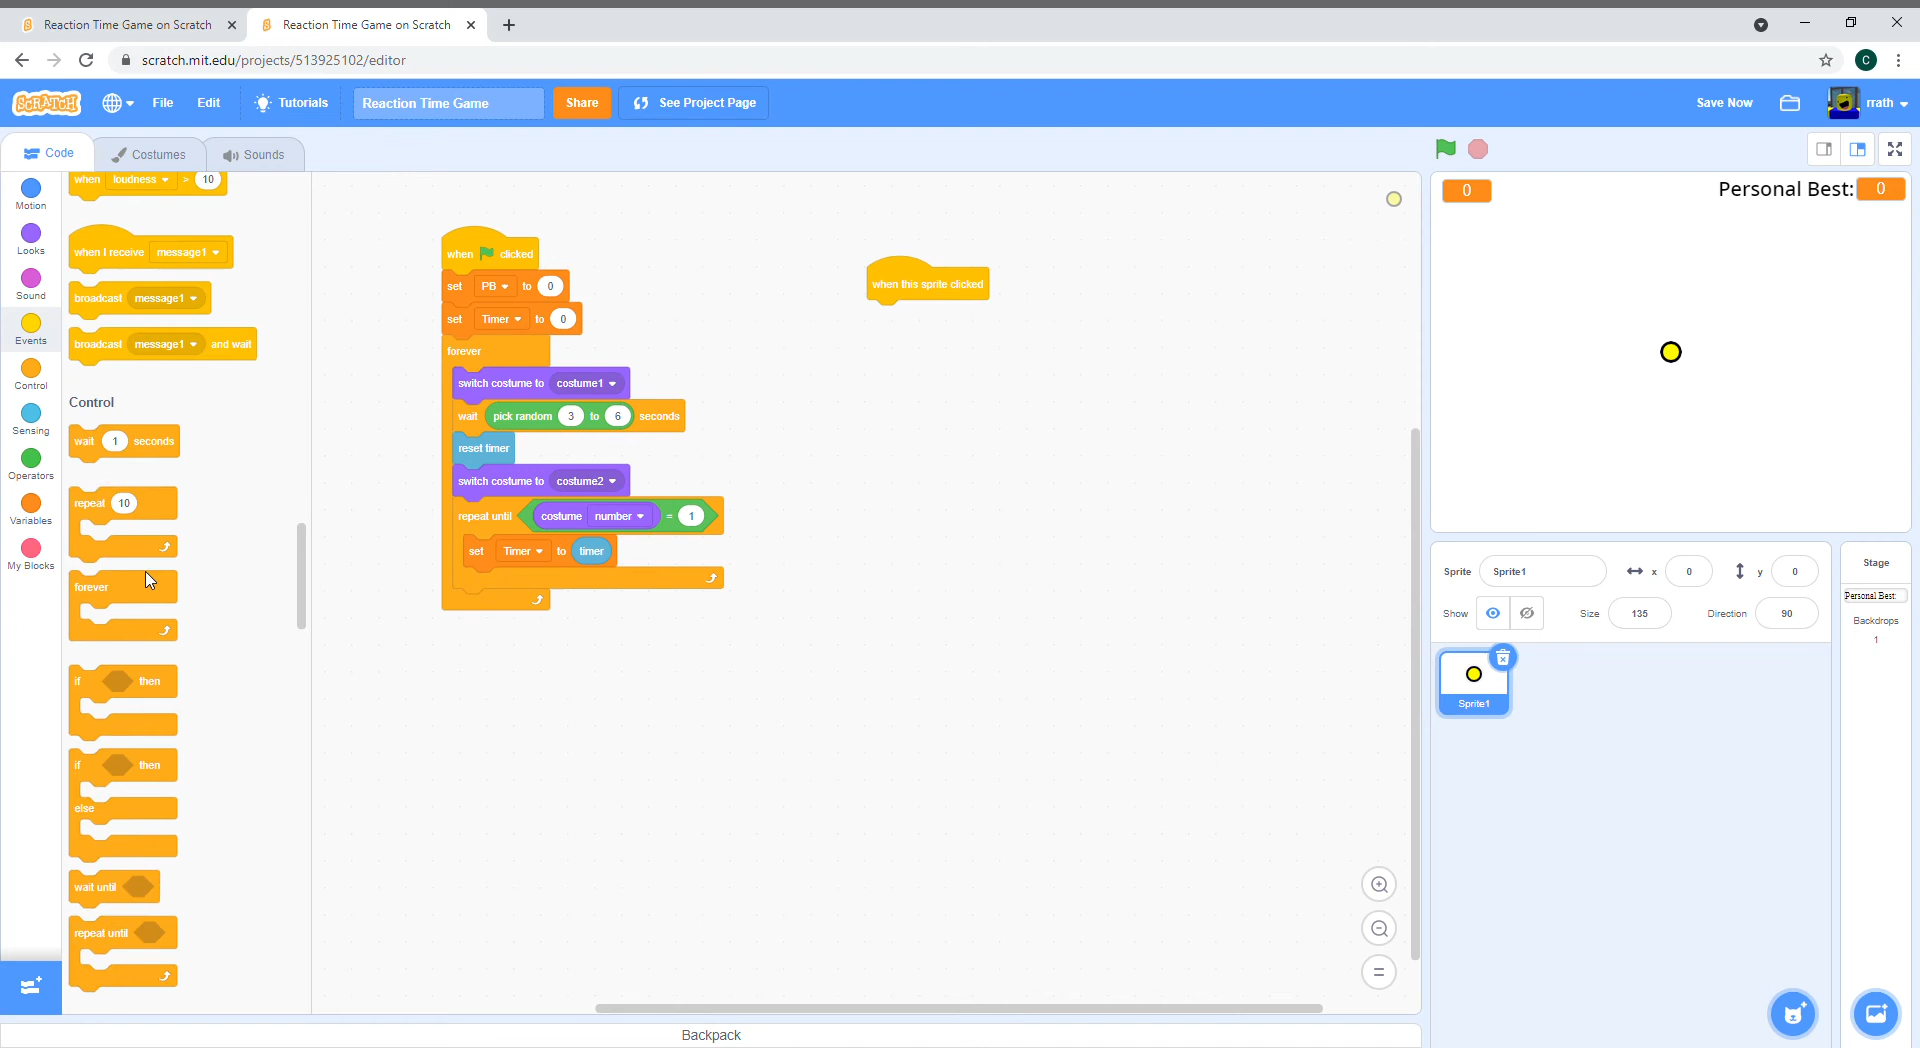 Reaction Time Game on Scratch
Reaction Time Game on Scratch
scratch.mit.edu/projects/513925102/editor
C
SCRATCH
File
Edit
Tutorials
Reaction Time Game
Share
See Project Page
Save Now
rrath
Code
Costumes
Sounds
Motion
Looks
Sound
Events
Control
Sensing
Operators
Variables
My Blocks
when loudness > 10
when I receive message1
broadcast message1
broadcast message1 and wait
Control
wait 1 seconds
repeat 10
forever
if then
if then
else
wait until
repeat until
when clicked
set PB to 0
set Timer to 0
forever
switch costume to costume1
wait pick random 3 to 6 seconds
reset timer
switch costume to costume2
repeat until costume number = 1
set Timer to timer
when this sprite clicked
Backpack
0
Personal Best: 0
Sprite Sprite1 x 0 y 0
Show Size 135 Direction 90
Sprite1
Stage
Personal Best:
Backdrops
1